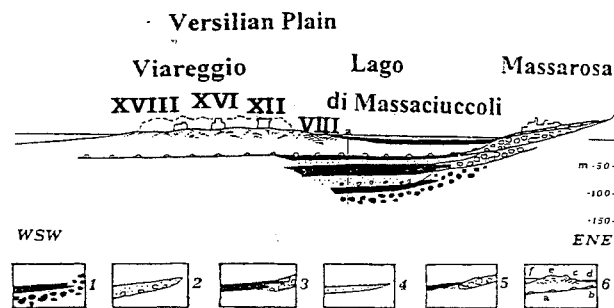 Versilian Plain
Viareggio Lago Massarosa
XVIII XVI XII di Massaciuccoli
VIII a
m -50-
-100-
-150-
WSW ENE
1 2 3 4 5 6
f e c d
a b